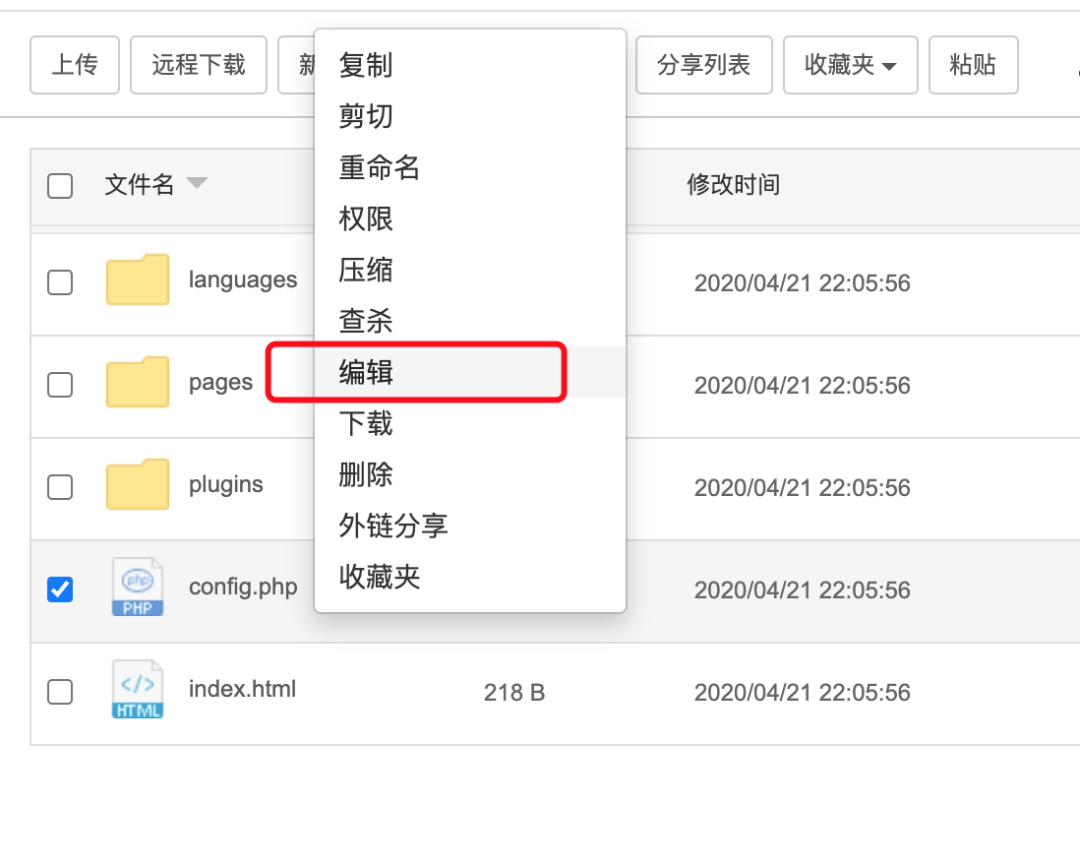 上传 远程下载 新 分享列表 收藏夹 粘贴
复制
剪切
重命名
权限
压缩
查杀
编辑
下载
删除
外链分享
收藏夹
文件名 修改时间
languages 2020/04/21 22:05:56
pages 2020/04/21 22:05:56
plugins 2020/04/21 22:05:56
php
PHP
config.php 2020/04/21 22:05:56
</>
HTML
index.html 218 B 2020/04/21 22:05:56